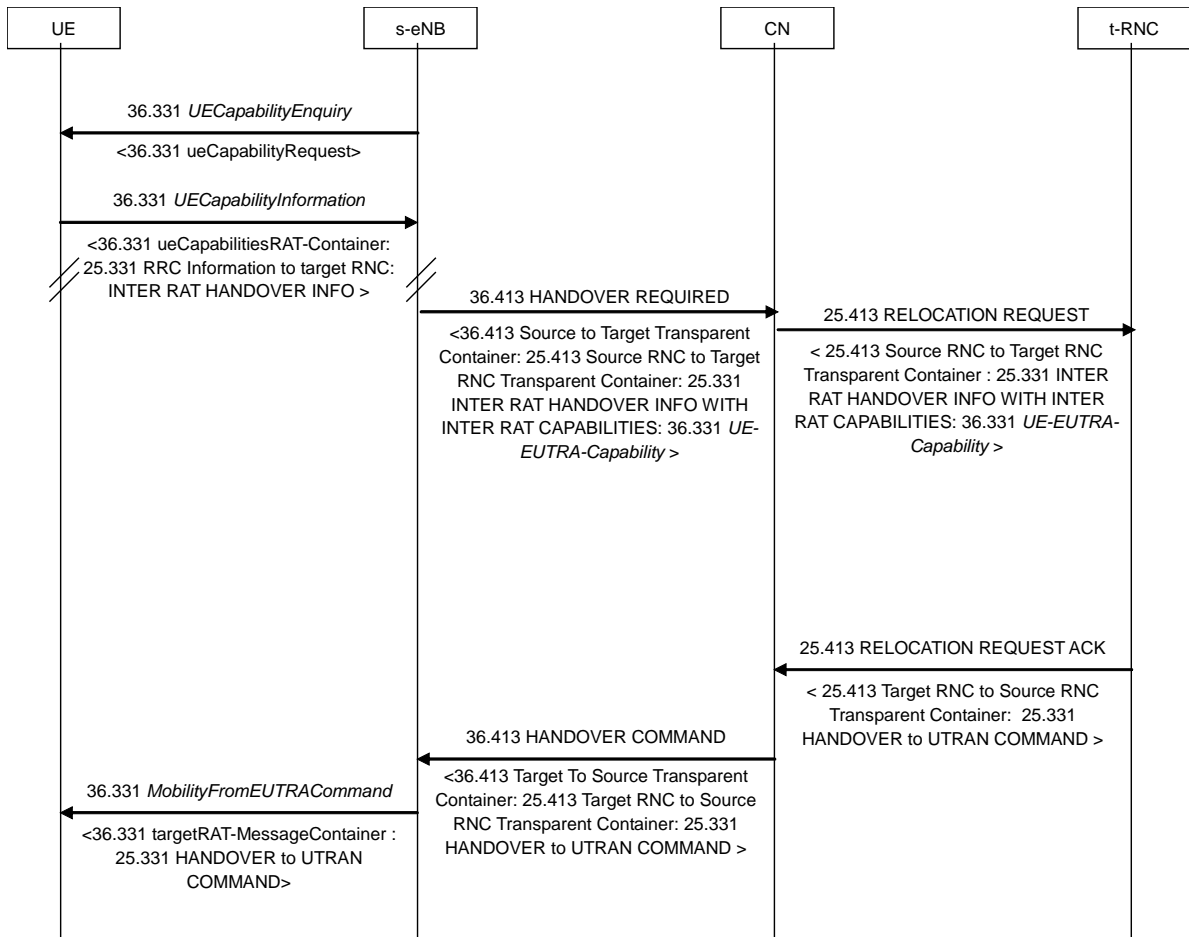 UE
s-eNB
CN
t-RNC
36.331 UECapabilityEnquiry
<36.331 ueCapabilityRequest>
36.331 UECapabilityInformation
<36.331 ueCapabilitiesRAT-Container:
25.331 RRC Information to target RNC:
INTER RAT HANDOVER INFO >
36.413 HANDOVER REQUIRED
<36.413 Source to Target Transparent
Container: 25.413 Source RNC to Target
RNC Transparent Container: 25.331
INTER RAT HANDOVER INFO WITH
INTER RAT CAPABILITIES: 36.331 UE-
EUTRA-Capability >
25.413 RELOCATION REQUEST
< 25.413 Source RNC to Target RNC
Transparent Container : 25.331 INTER
RAT HANDOVER INFO WITH INTER
RAT CAPABILITIES: 36.331 UE-EUTRA-
Capability >
25.413 RELOCATION REQUEST ACK
< 25.413 Target RNC to Source RNC
Transparent Container: 25.331
HANDOVER to UTRAN COMMAND >
36.413 HANDOVER COMMAND
<36.413 Target To Source Transparent
Container: 25.413 Target RNC to Source
RNC Transparent Container: 25.331
HANDOVER to UTRAN COMMAND >
36.331 MobilityFromEUTRACommand
<36.331 targetRAT-MessageContainer :
25.331 HANDOVER to UTRAN
COMMAND>